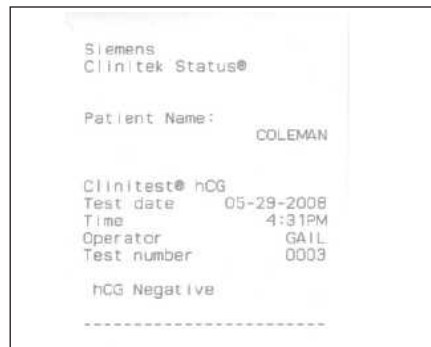 Siemens
Clinitek Status®
Patient Name:
COLEMAN
Clinitest® hCG
Test date 05-29-2008
Time 4:31PM
Operator GAIL
Test number 0003
hCG Negative
-------------------------